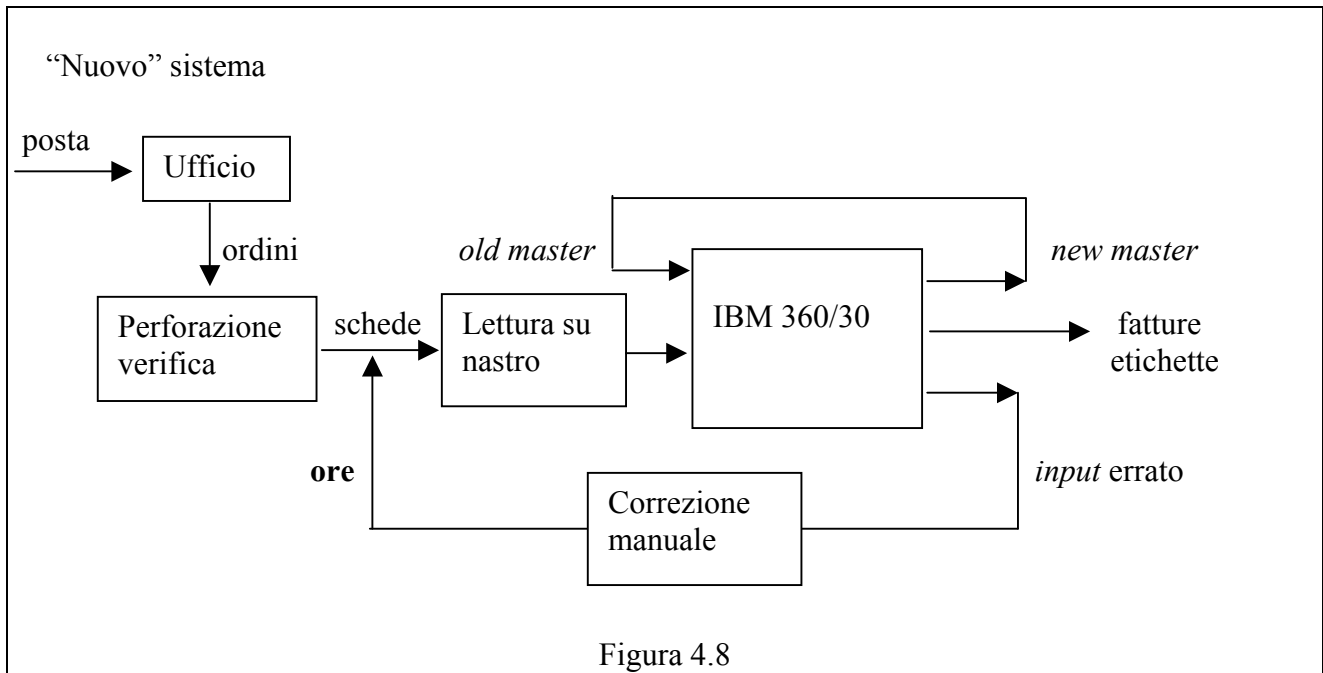 “Nuovo” sistema
posta
Ufficio
ordini
old master
new master
Perforazione
verifica
schede
Lettura su
nastro
IBM 360/30
fatture
etichette
ore
Correzione
manuale
input errato
Figura 4.8